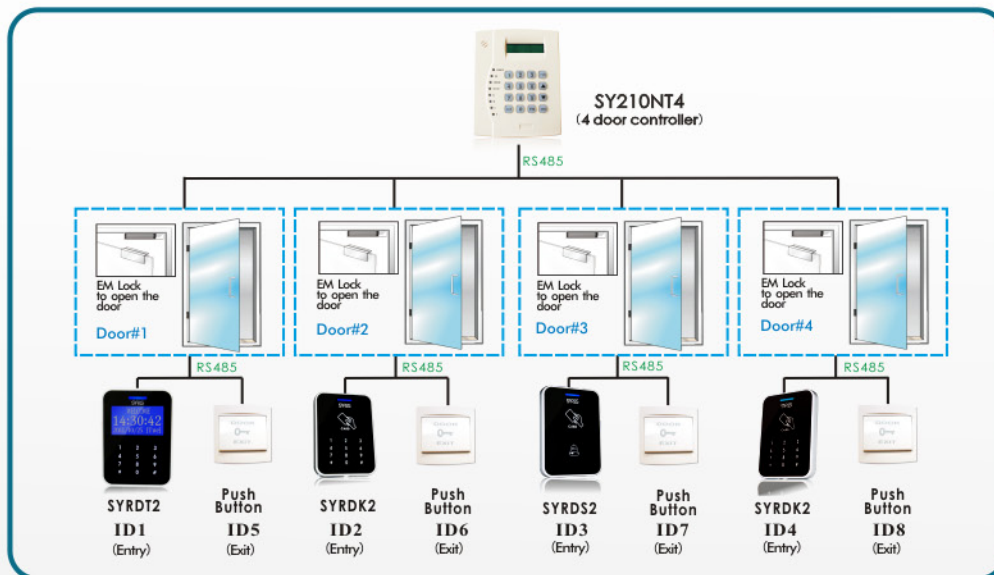 SY210NT4
(4 door controller)
RS485
EM Lock
to open the
door
Door#1
EM Lock
to open the
door
Door#2
EM Lock
to open the
door
Door#3
EM Lock
to open the
door
Door#4
RS485
RS485
RS485
RS485
14:30:42
SYRDT2
ID1
(Entry)
Push
Button
ID5
(Exit)
SYRDK2
ID2
(Entry)
Push
Button
ID6
(Exit)
SYRDS2
ID3
(Entry)
Push
Button
ID7
(Exit)
SYRDK2
ID4
(Entry)
Push
Button
ID8
(Exit)